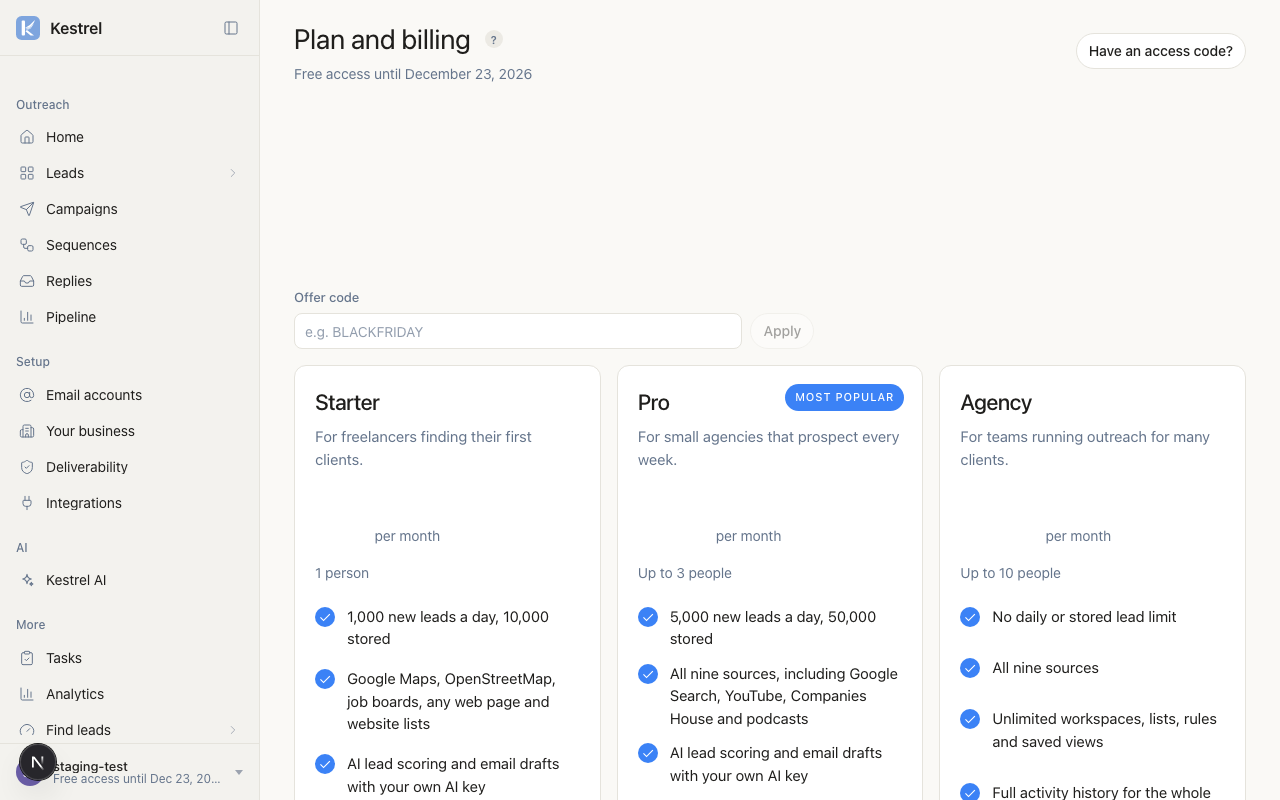 Kestrel
Outreach
Home
Leads
Campaigns
Sequences
Replies
Pipeline
Setup
Email accounts
Your business
Deliverability
Integrations
AI
Kestrel AI
More
Tasks
Analytics
Find leads
N
staging-test
Free access until Dec 23, 20...
Plan and billing ?
Free access until December 23, 2026
Have an access code?
Offer code
e.g. BLACKFRIDAY
Apply
Starter
For freelancers finding their first
clients.
per month
1 person
1,000 new leads a day, 10,000
stored
Google Maps, OpenStreetMap,
job boards, any web page and
website lists
AI lead scoring and email drafts
with your own AI key
Pro
MOST POPULAR
For small agencies that prospect every
week.
per month
Up to 3 people
5,000 new leads a day, 50,000
stored
All nine sources, including Google
Search, YouTube, Companies
House and podcasts
AI lead scoring and email drafts
with your own AI key
Agency
For teams running outreach for many
clients.
per month
Up to 10 people
No daily or stored lead limit
All nine sources
Unlimited workspaces, lists, rules
and saved views
Full activity history for the whole